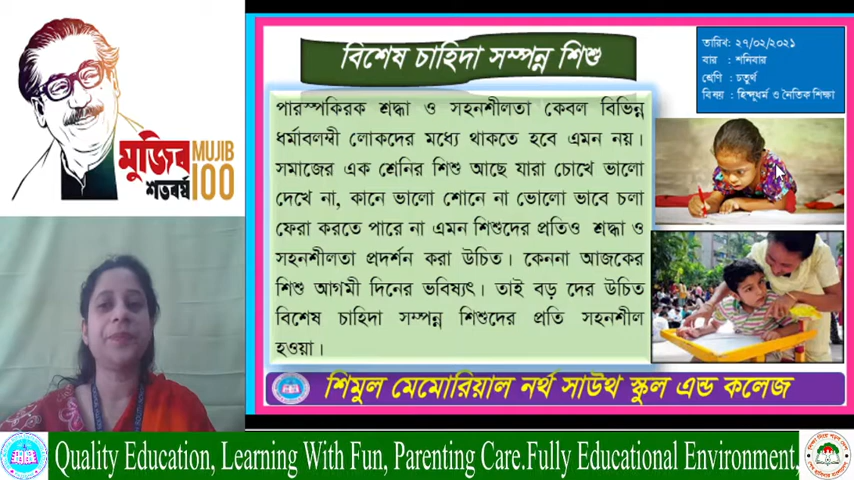 মুজিব
শতবর্ষ
MUJIB
100
বিশেষ চাহিদা সম্পন্ন শিশু
তারিখ: ২৭/০২/২০২১
বার : শনিবার
শ্রেণি : চতুর্থ
বিষয় : হিন্দুধর্ম ও নৈতিক শিক্ষা
পারস্পকিরক শ্রদ্ধা ও সহনশীলতা কেবল বিভিন্ন
ধর্মাবলম্বী লোকদের মধ্যে থাকতে হবে এমন নয়।
সমাজের এক শ্রেনির শিশু আছে যারা চোখে ভালো
দেখে না, কানে ভালো শোনে না ভোলো ভাবে চলা
ফেরা করতে পারে না এমন শিশুদের প্রতিও শ্রদ্ধা ও
সহনশীলতা প্রদর্শন করা উচিত। কেননা আজকের
শিশু আগমী দিনের ভবিষ্যৎ। তাই বড় দের উচিত
বিশেষ চাহিদা সম্পন্ন শিশুদের প্রতি সহনশীল
হওয়া।
শিমুল মেমোরিয়াল নর্থ সাউথ স্কুল এন্ড কলেজ
Quality Education, Learning With Fun, Parenting Care.Fully Educational Environment,